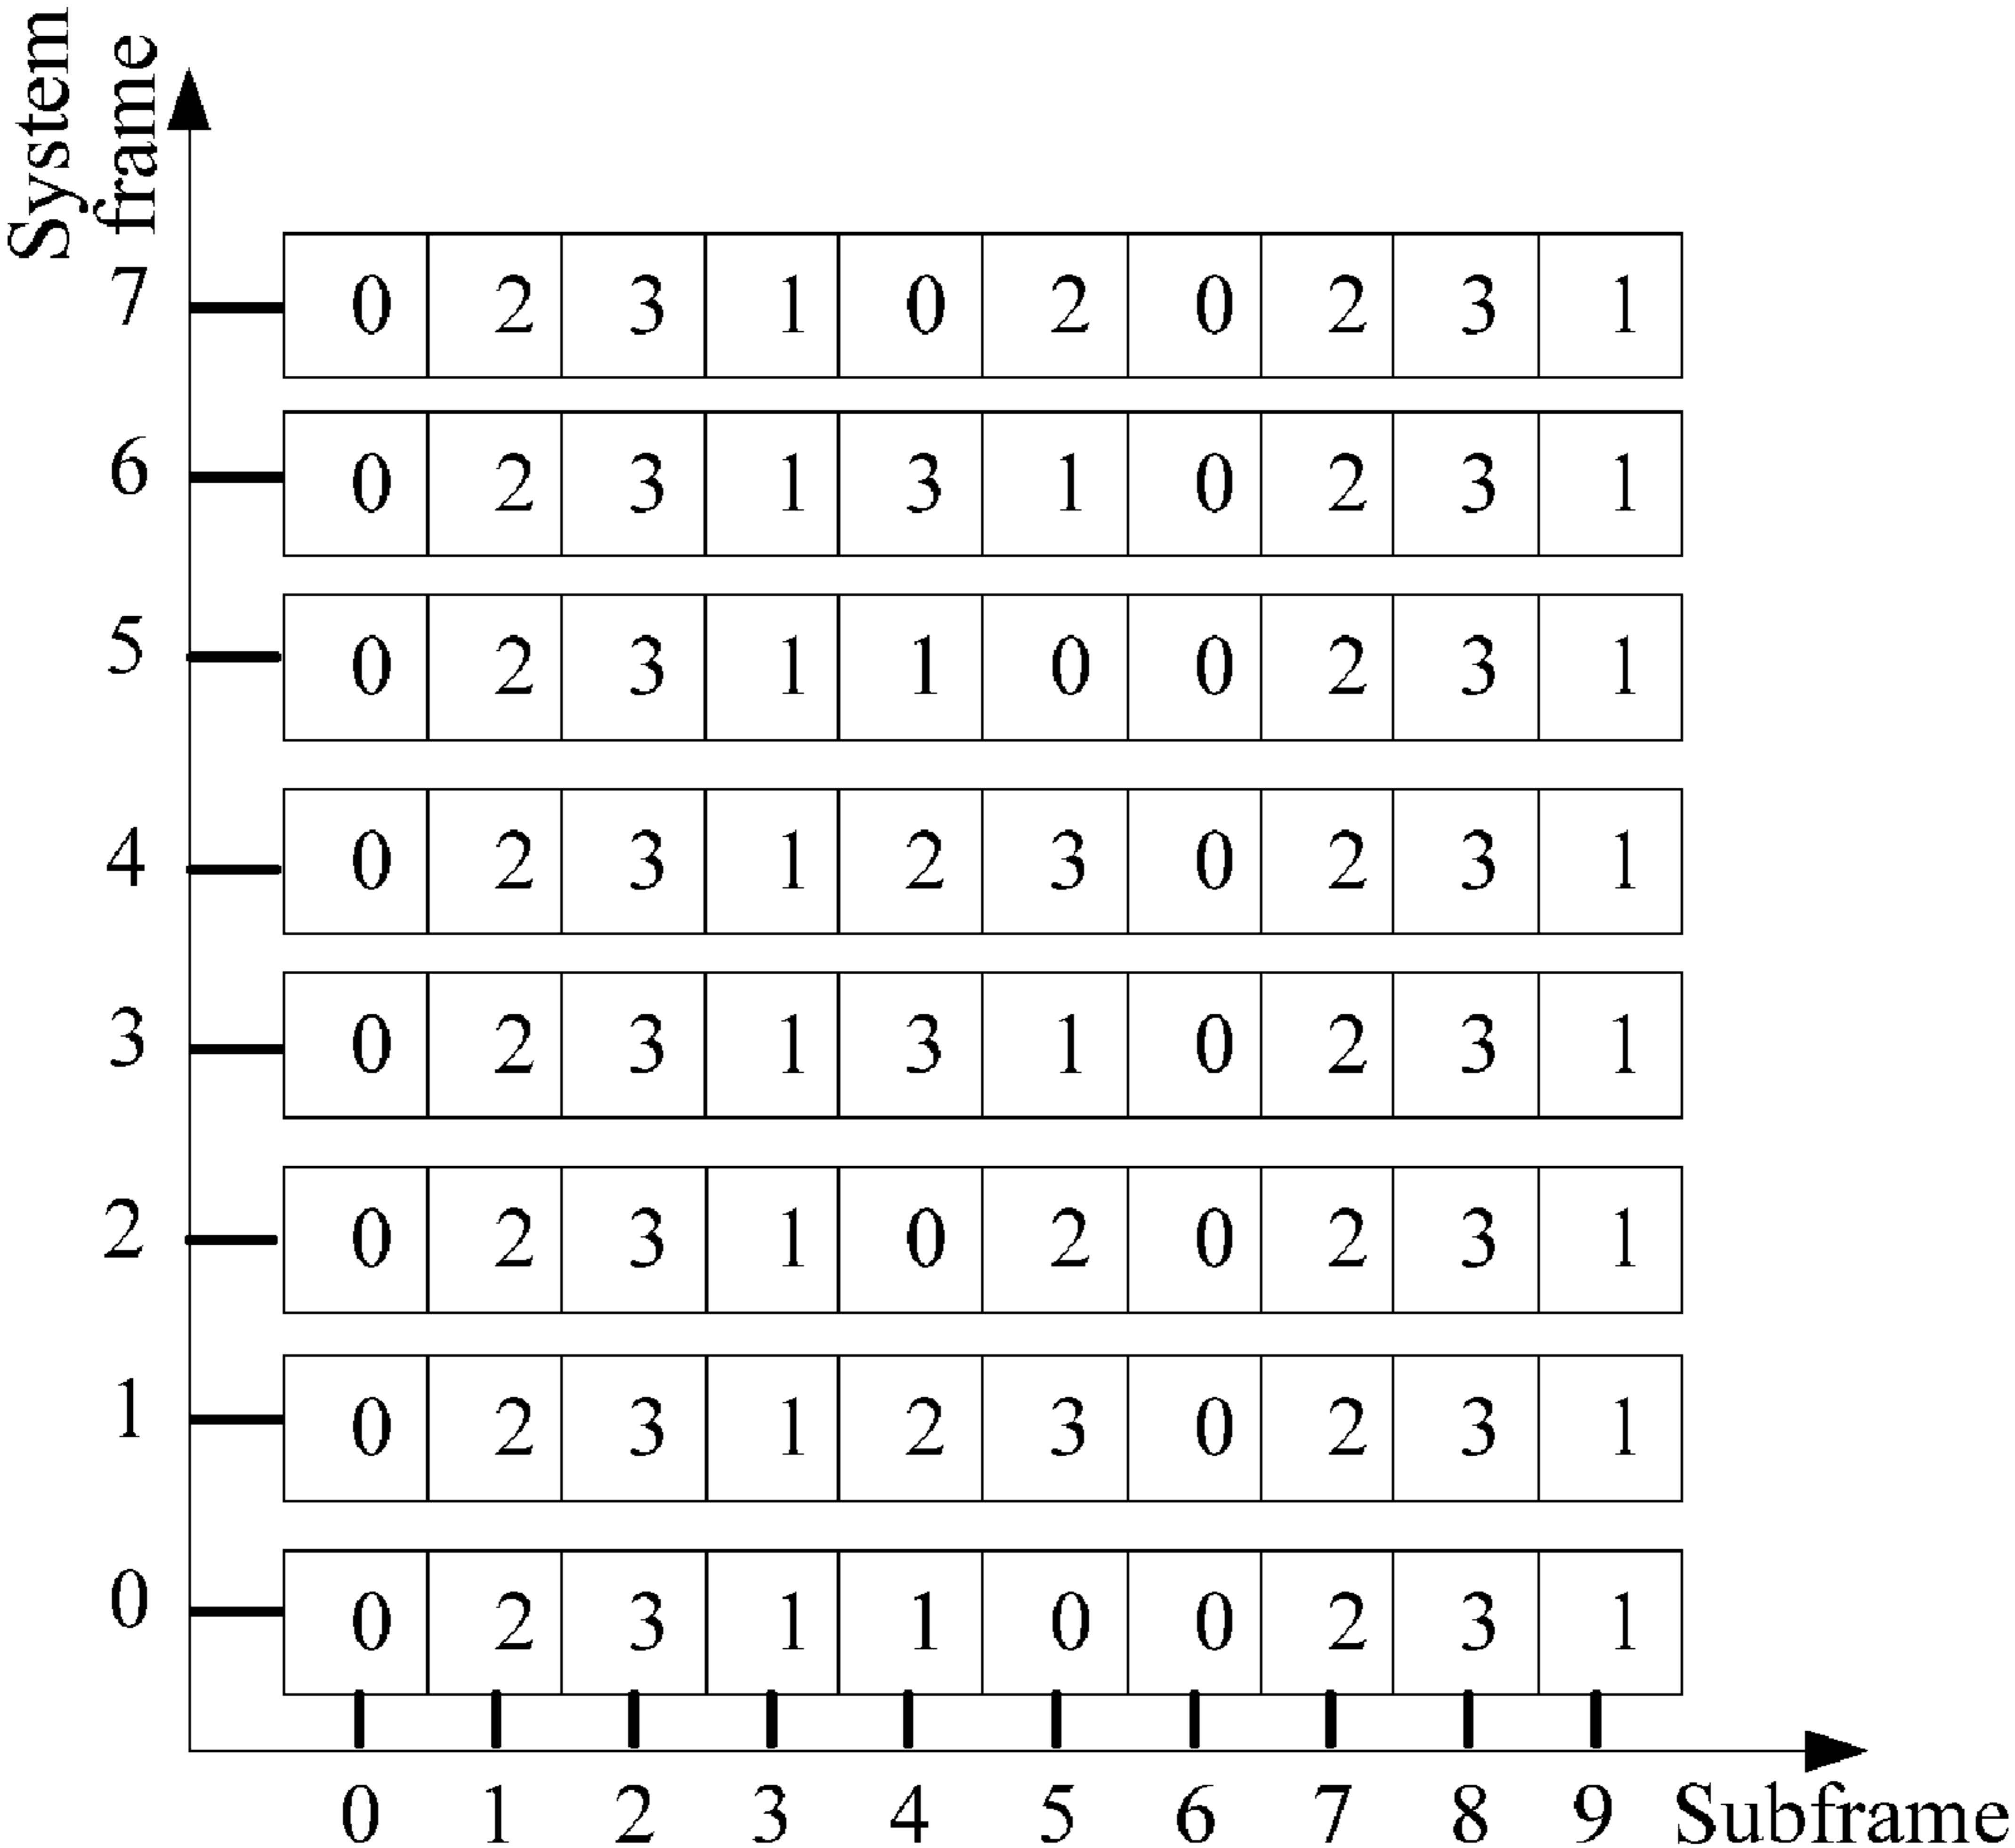 System
frame
7 0 2 3 1 0 2 0 2 3 1
6 0 2 3 1 3 1 0 2 3 1
5 0 2 3 1 1 0 0 2 3 1
4 0 2 3 1 2 3 0 2 3 1
3 0 2 3 1 3 1 0 2 3 1
2 0 2 3 1 0 2 0 2 3 1
1 0 2 3 1 2 3 0 2 3 1
0 0 2 3 1 1 0 0 2 3 1
0 1 2 3 4 5 6 7 8 9 Subframe